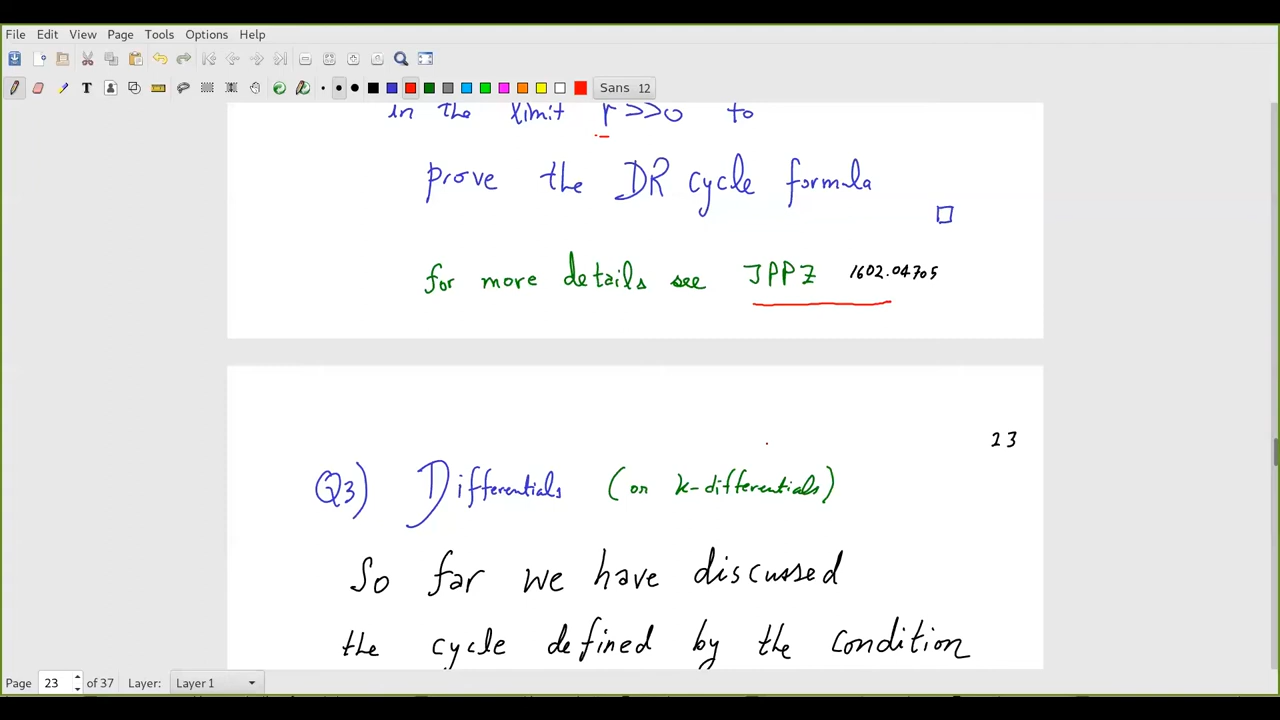 File Edit View Page Tools Options Help
Sans 12
in the limit r >>0 to
prove the DR cycle formula
for more details see JPPZ 1602.04705
23
Q3) Differentials (or k-differentials)
So far we have discussed
the cycle defined by the condition
Page 23 of 37 Layer: Layer 1